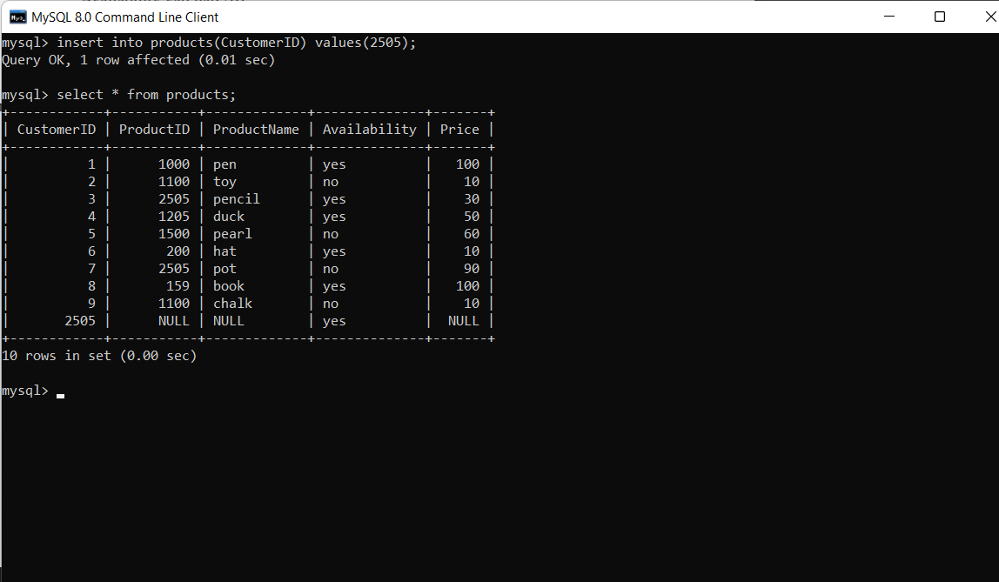 MySQL 8.0 Command Line Client
mysql> insert into products(CustomerID) values(2505);
Query OK, 1 row affected (0.01 sec)
mysql> select * from products;
+------------+-----------+-------------+--------------+-------+
| CustomerID | ProductID | ProductName | Availability | Price |
+------------+-----------+-------------+--------------+-------+
|          1 |      1000 | pen         | yes          |   100 |
|          2 |      1100 | toy         | no           |    10 |
|          3 |      2505 | pencil      | yes          |    30 |
|          4 |      1205 | duck        | yes          |    50 |
|          5 |      1500 | pearl       | no           |    60 |
|          6 |       200 | hat         | yes          |    10 |
|          7 |      2505 | pot         | no           |    90 |
|          8 |       159 | book        | yes          |   100 |
|          9 |      1100 | chalk       | no           |    10 |
|       2505 |      NULL | NULL        | yes          |  NULL |
+------------+-----------+-------------+--------------+-------+
10 rows in set (0.00 sec)
mysql>